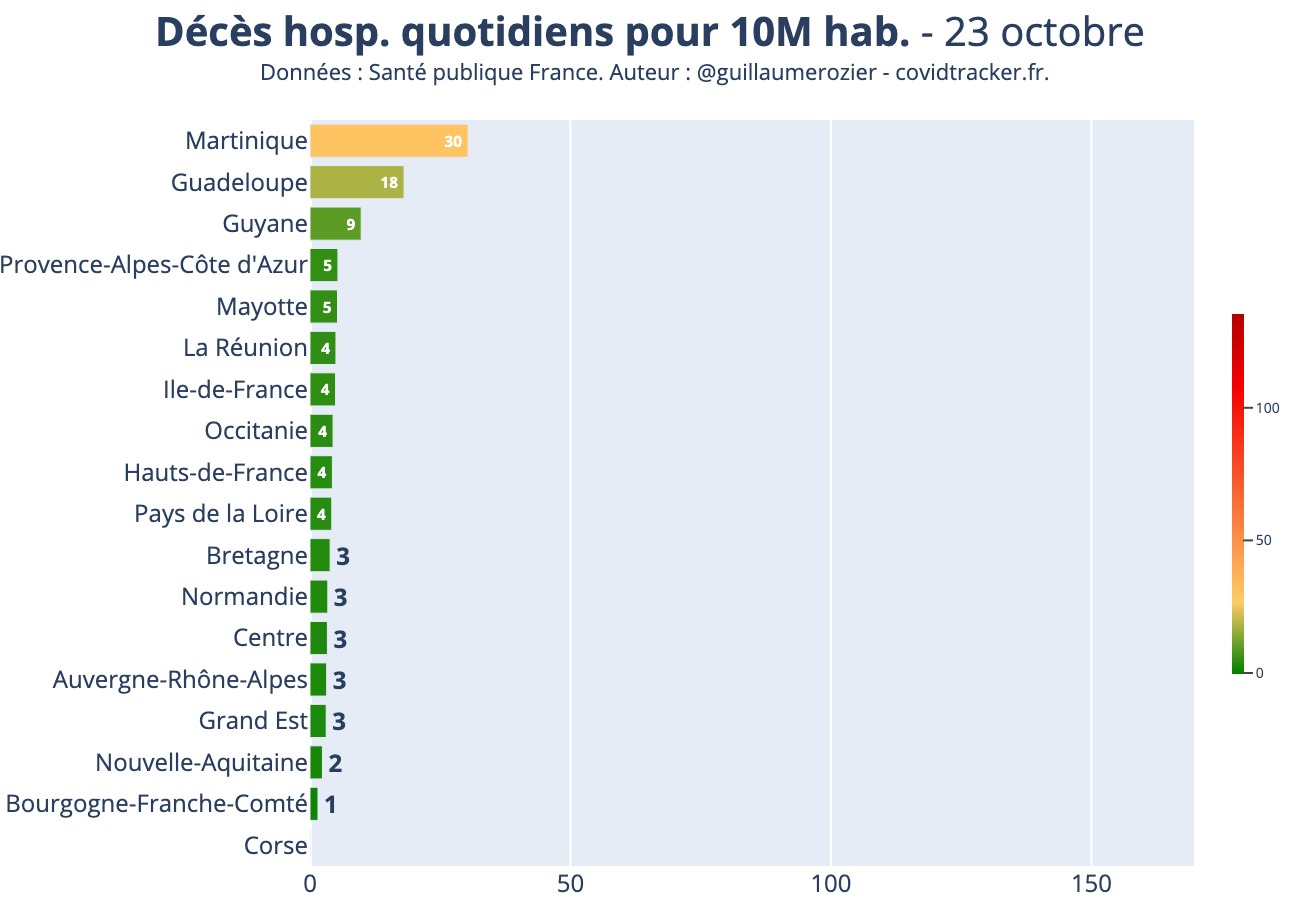 Décès hosp. quotidiens pour 10M hab. - 23 octobre
Données : Santé publique France. Auteur : @guillaumerozier - covidtracker.fr.
Martinique 30
Guadeloupe 18
Guyane 9
Provence-Alpes-Côte d'Azur 5
Mayotte 5
La Réunion 4
Ile-de-France 4
Occitanie 4
Hauts-de-France 4
Pays de la Loire 4
Bretagne 3
Normandie 3
Centre 3
Auvergne-Rhône-Alpes 3
Grand Est 3
Nouvelle-Aquitaine 2
Bourgogne-Franche-Comté 1
Corse
0 50 100 150
100
50
0